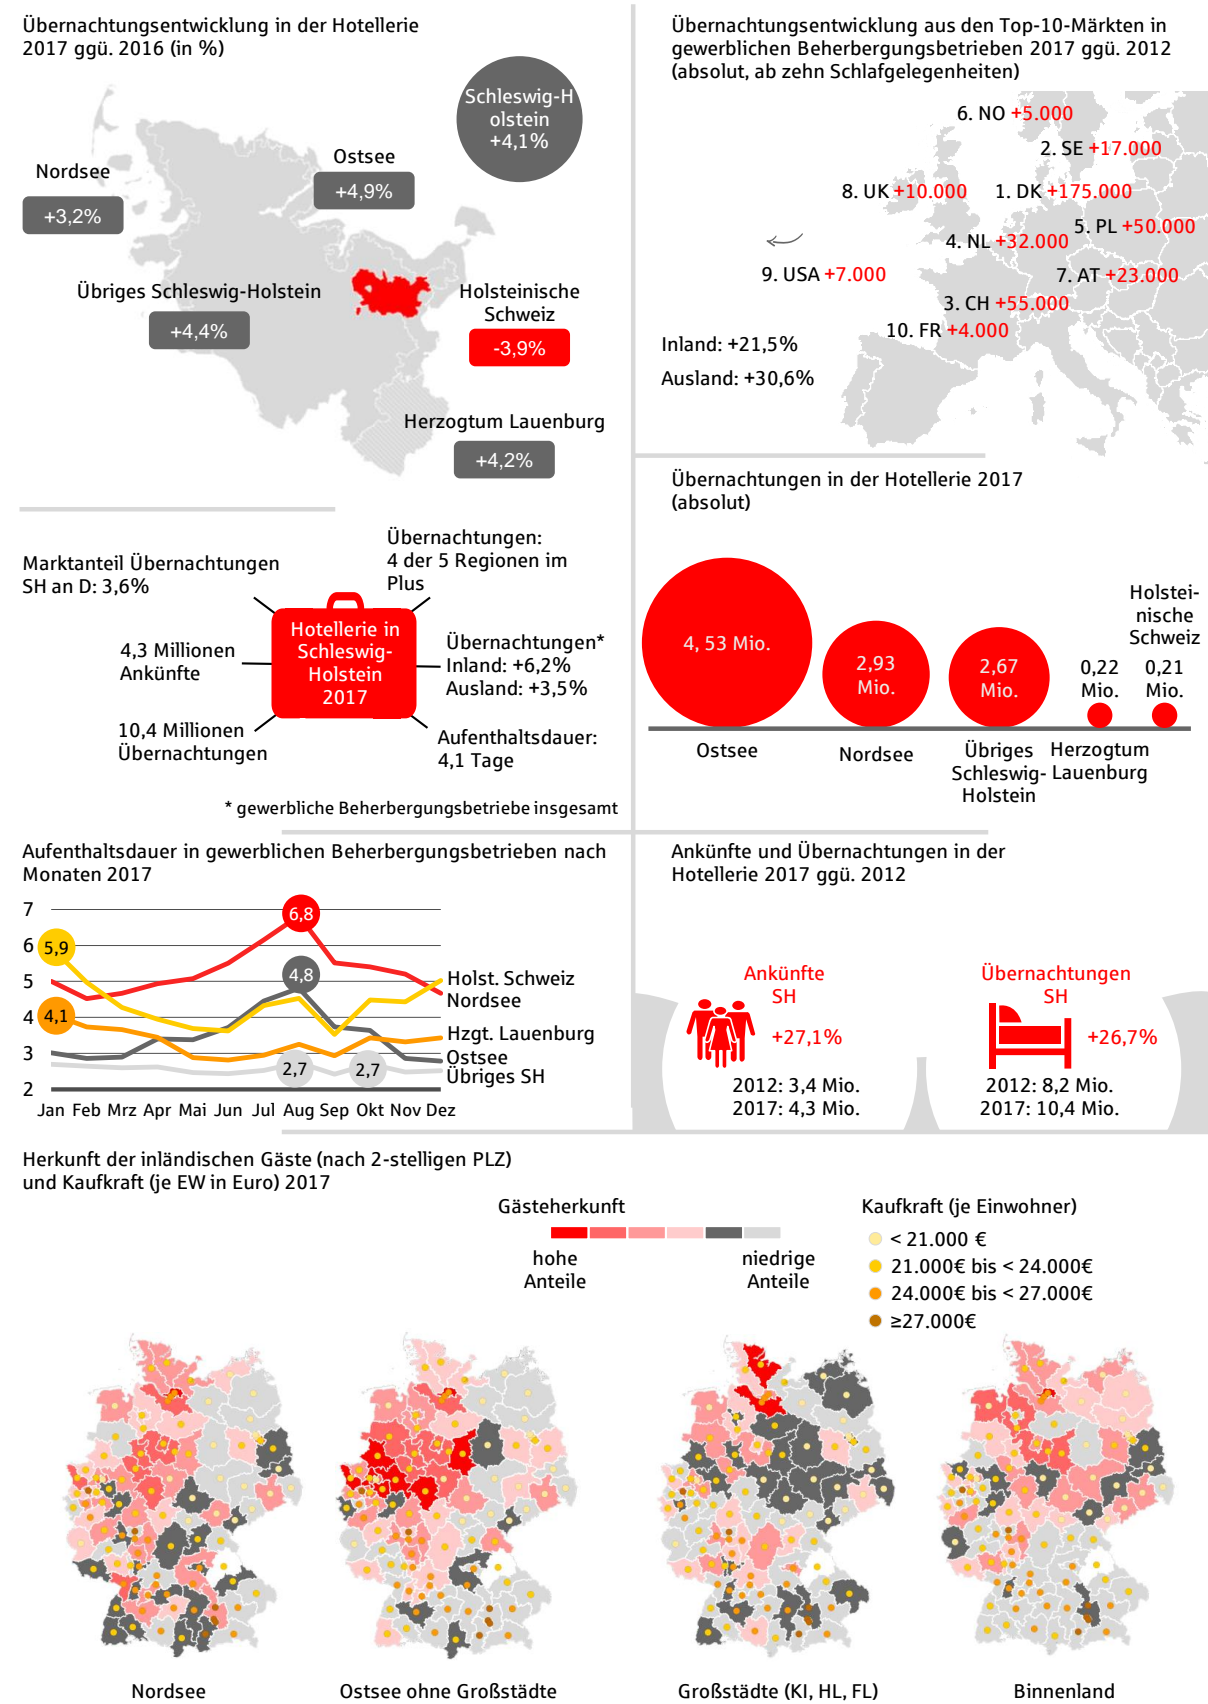 Übernachtungsentwicklung in der Hotellerie
2017 ggü. 2016 (in %)
Schleswig-H
olstein
+4,1%
Nordsee
+3,2%
Ostsee
+4,9%
Übriges Schleswig-Holstein
+4,4%
Holsteinische
Schweiz
-3,9%
Herzogtum Lauenburg
+4,2%
Übernachtungsentwicklung aus den Top-10-Märkten in
gewerblichen Beherbergungsbetrieben 2017 ggü. 2012
(absolut, ab zehn Schlafgelegenheiten)
6. NO +5.000
2. SE +17.000
8. UK +10.000
1. DK +175.000
5. PL +50.000
4. NL +32.000
9. USA +7.000
7. AT +23.000
3. CH +55.000
10. FR +4.000
Inland: +21,5%
Ausland: +30,6%
Marktanteil Übernachtungen
SH an D: 3,6%
Übernachtungen:
4 der 5 Regionen im
Plus
4,3 Millionen
Ankünfte
Hotellerie in
Schleswig-
Holstein
2017
Übernachtungen*
Inland: +6,2%
Ausland: +3,5%
10,4 Millionen
Übernachtungen
Aufenthaltsdauer:
4,1 Tage
* gewerbliche Beherbergungsbetriebe insgesamt
Übernachtungen in der Hotellerie 2017
(absolut)
4, 53 Mio.
2,93
Mio.
2,67
Mio.
0,22
Mio.
Holstei-
nische
Schweiz
0,21
Mio.
Ostsee
Nordsee
Übriges
Schleswig-
Holstein
Herzogtum
Lauenburg
Aufenthaltsdauer in gewerblichen Beherbergungsbetrieben nach
Monaten 2017
7
6
5
4
3
2
5,9
4,1
6,8
4,8
2,7
2,7
Holst. Schweiz
Nordsee
Hzgt. Lauenburg
Ostsee
Übriges SH
Jan Feb Mrz Apr Mai Jun Jul Aug Sep Okt Nov Dez
Ankünfte und Übernachtungen in der
Hotellerie 2017 ggü. 2012
Ankünfte
SH
+27,1%
2012: 3,4 Mio.
2017: 4,3 Mio.
Übernachtungen
SH
+26,7%
2012: 8,2 Mio.
2017: 10,4 Mio.
Herkunft der inländischen Gäste (nach 2-stelligen PLZ)
und Kaufkraft (je EW in Euro) 2017
Gästeherkunft
hohe
Anteile
niedrige
Anteile
Kaufkraft (je Einwohner)
< 21.000 €
21.000€ bis < 24.000€
24.000€ bis < 27.000€
≥27.000€
Nordsee
Ostsee ohne Großstädte
Großstädte (KI, HL, FL)
Binnenland